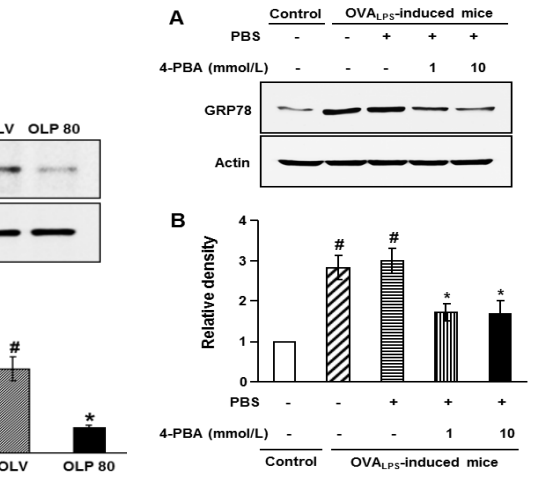 A
Control OVALPS-induced mice
PBS - - + + +
4-PBA (mmol/L) - - - 1 10
GRP78
Actin
LV OLP 80
B
Relative density
4
3
2
1
0
# # * *
PBS - - + + +
4-PBA (mmol/L) - - - 1 10
Control OVALPS-induced mice
# *
OLV OLP 80